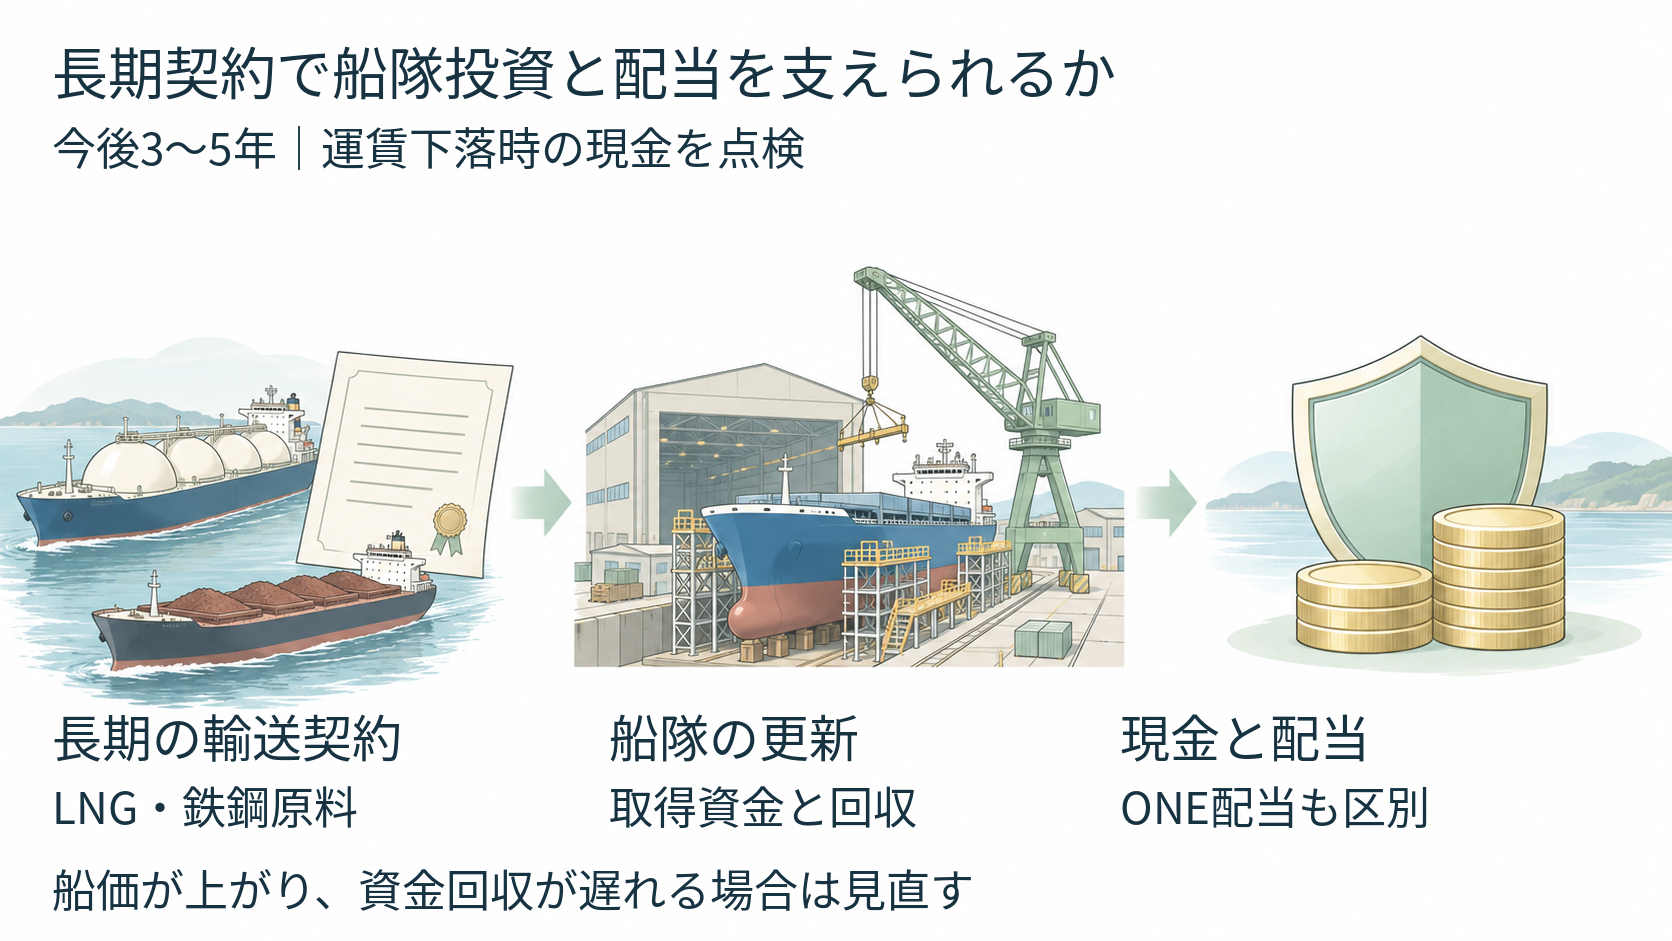 長期契約で船隊投資と配当を支えられるか
今後3〜5年｜運賃下落時の現金を点検
長期の輸送契約
LNG・鉄鋼原料
船隊の更新
取得資金と回収
現金と配当
ONE配当も区別
船価が上がり、資金回収が遅れる場合は見直す